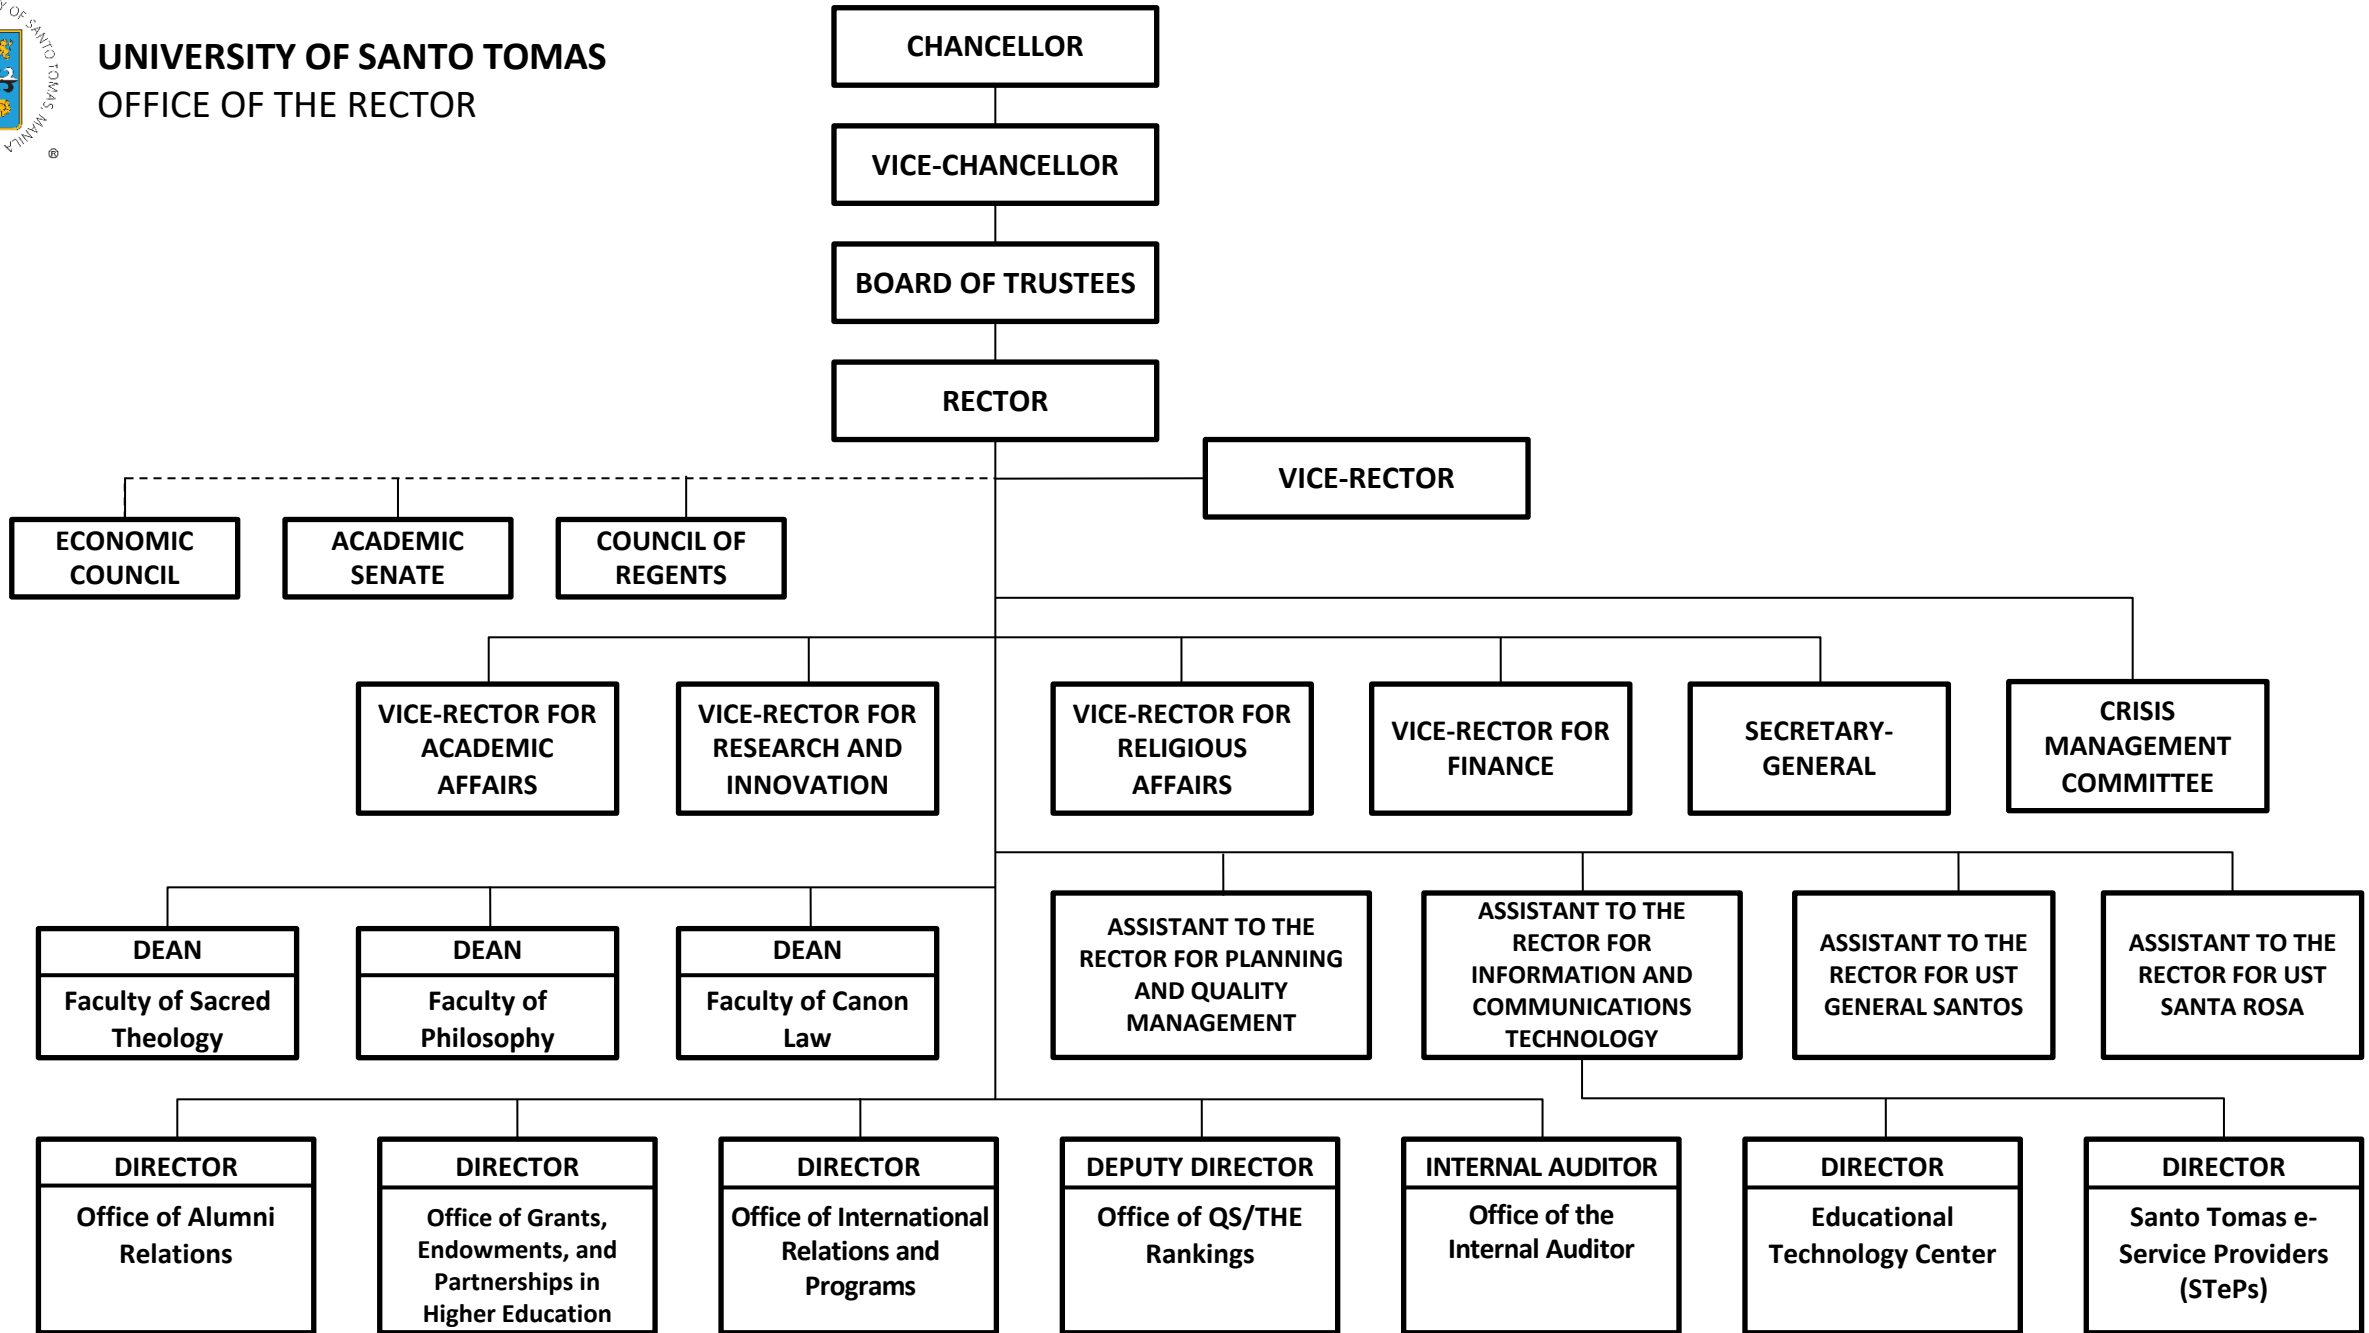 Y OF SANTO TOMAS, MANILA
®
UNIVERSITY OF SANTO TOMAS
OFFICE OF THE RECTOR
CHANCELLOR
VICE-CHANCELLOR
BOARD OF TRUSTEES
RECTOR
VICE-RECTOR
ECONOMIC
COUNCIL
ACADEMIC
SENATE
COUNCIL OF
REGENTS
VICE-RECTOR FOR
ACADEMIC
AFFAIRS
VICE-RECTOR FOR
RESEARCH AND
INNOVATION
VICE-RECTOR FOR
RELIGIOUS
AFFAIRS
VICE-RECTOR FOR
FINANCE
SECRETARY-
GENERAL
CRISIS
MANAGEMENT
COMMITTEE
DEAN
Faculty of Sacred
Theology
DEAN
Faculty of
Philosophy
DEAN
Faculty of Canon
Law
ASSISTANT TO THE
RECTOR FOR PLANNING
AND QUALITY
MANAGEMENT
ASSISTANT TO THE
RECTOR FOR
INFORMATION AND
COMMUNICATIONS
TECHNOLOGY
ASSISTANT TO THE
RECTOR FOR UST
GENERAL SANTOS
ASSISTANT TO THE
RECTOR FOR UST
SANTA ROSA
DIRECTOR
Office of Alumni
Relations
DIRECTOR
Office of Grants,
Endowments, and
Partnerships in
Higher Education
DIRECTOR
Office of International
Relations and
Programs
DEPUTY DIRECTOR
Office of QS/THE
Rankings
INTERNAL AUDITOR
Office of the
Internal Auditor
DIRECTOR
Educational
Technology Center
DIRECTOR
Santo Tomas e-
Service Providers
(STePs)